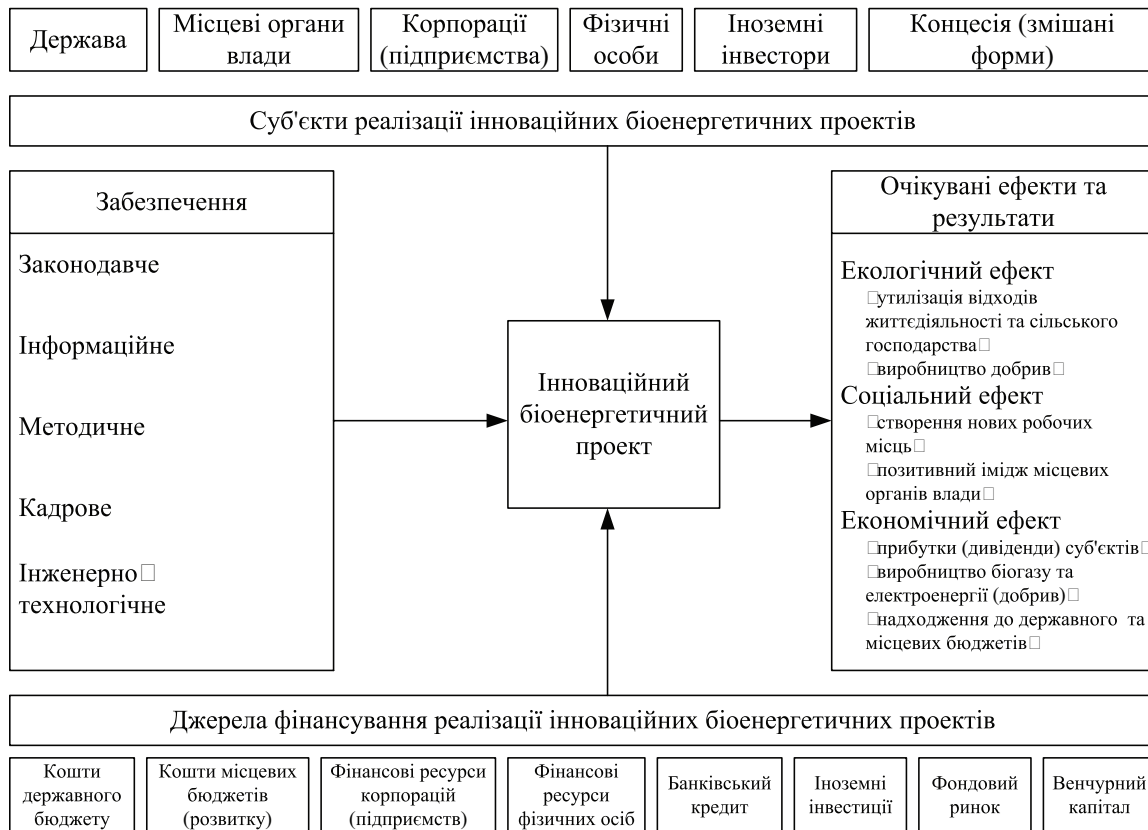 Держава
Місцеві органи
влади
Корпорації
(підприємства)
Фізичні
особи
Іноземні
інвестори
Концесія (змішані
форми)
Суб'єкти реалізації інноваційних біоенергетичних проектів
Забезпечення
Законодавче
Інформаційне
Методичне
Кадрове
Інженерно□
технологічне
Інноваційний
біоенергетичний
проект
Очікувані ефекти та
результати
Екологічний ефект
□утилізація відходів
життєдіяльності та сільського
господарства□
□виробництво добрив□
Соціальний ефект
□створення нових робочих
місць□
□позитивний імідж місцевих
органів влади□
Економічний ефект
□прибутки (дивіденди) суб'єктів□
□виробництво біогазу та
електроенергії (добрив)□
□надходження до державного та
місцевих бюджетів□
Джерела фінансування реалізації інноваційних біоенергетичних проектів
Кошти
державного
бюджету
Кошти місцевих
бюджетів
(розвитку)
Фінансові ресурси
корпорацій
(підприємств)
Фінансові
ресурси
фізичних осіб
Банківський
кредит
Іноземні
інвестиції
Фондовий
ринок
Венчурний
капітал